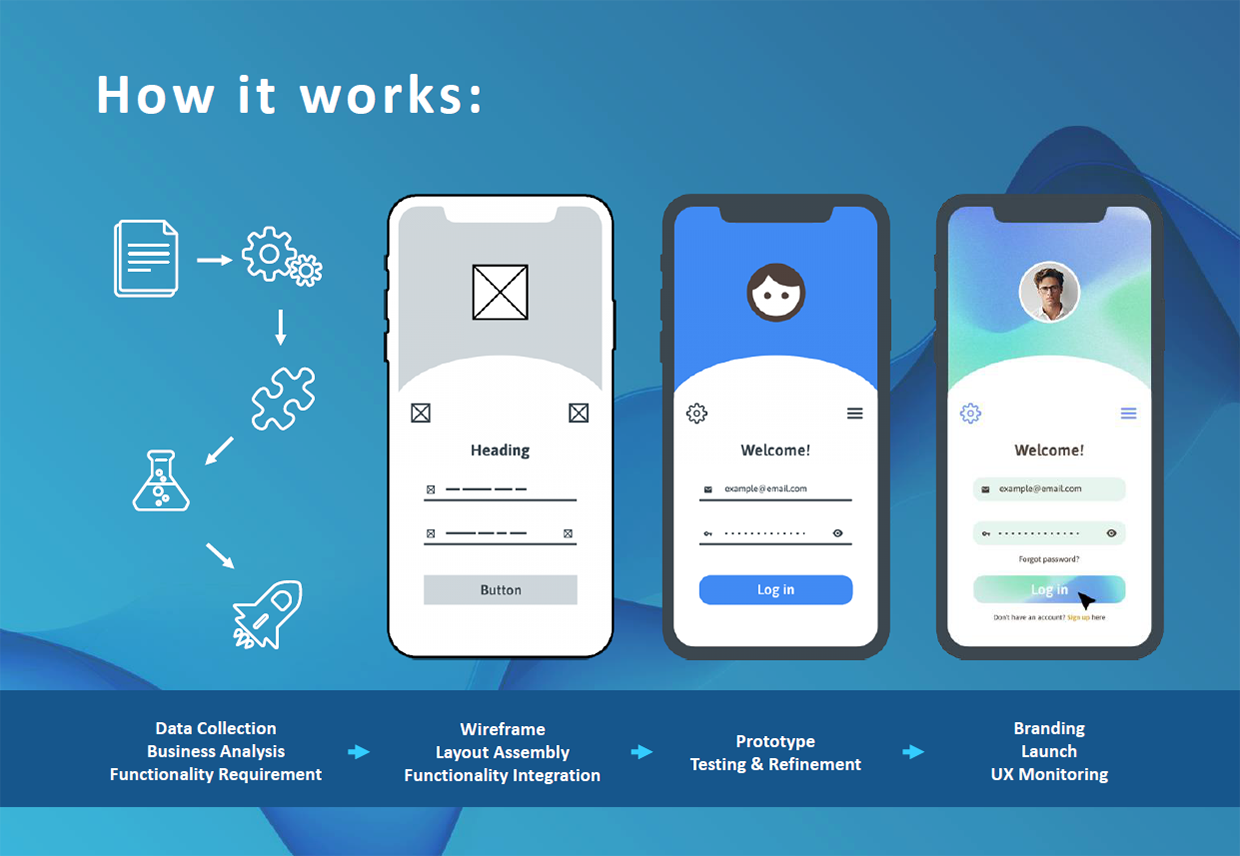 How it works:
Heading
Button
Welcome!
example@email.com
Log in
Welcome!
example@email.com
Forgot password?
Log in
Don't have an account? Sign up here
Data Collection
Business Analysis
Functionality Requirement
Wireframe
Layout Assembly
Functionality Integration
Prototype
Testing & Refinement
Branding
Launch
UX Monitoring